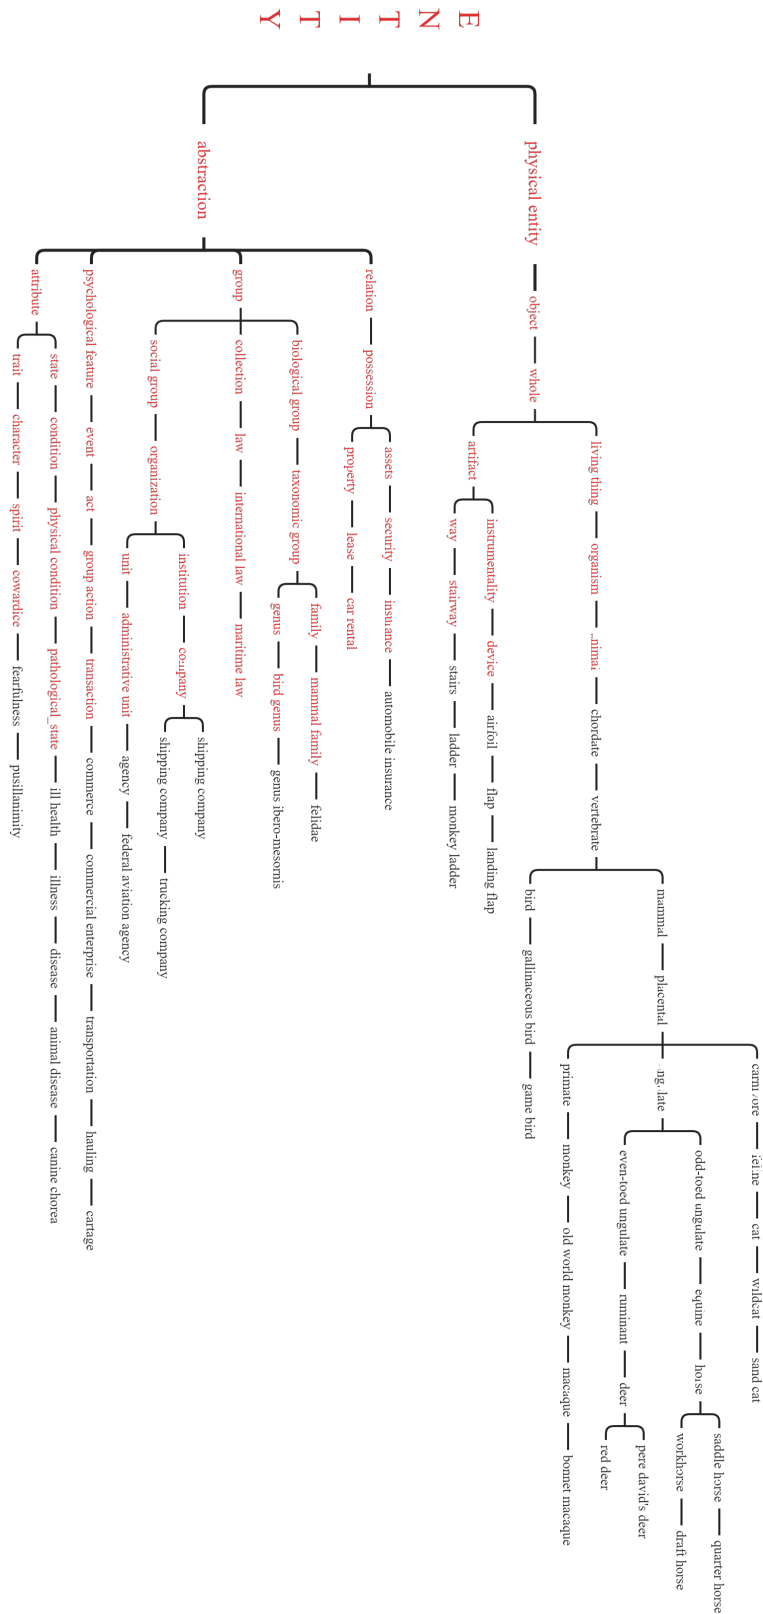 ENTITY
physical entity
object
whole
living thing
organism
chordate
vertebrate
mammal
placental
carnivore
feline
cat
wildcat
sand cat
odd-toed ungulate
equine
horse
saddle horse
quarter horse
workhorse
draft horse
even-toed ungulate
ruminant
deer
pere david's deer
red deer
primate
monkey
old world monkey
macaque
bonnet macaque
bird
gallinaceous bird
game bird
artifact
instrumentality
device
airfoil
flap
landing flap
way
stairway
stairs
ladder
monkey ladder
abstraction
relation
possession
assets
security
insurance
automobile insurance
property
lease
car rental
group
biological group
taxonomic group
family
mammal family
felidae
genus
bird genus
genus ibero-mesornis
collection
law
international law
maritime law
social group
organization
institution
company
shipping company
shipping company
trucking company
unit
administrative unit
agency
federal aviation agency
psychological feature
event
act
group action
transaction
commerce
commercial enterprise
transportation
hauling
cartage
attribute
state
condition
physical condition
pathological_state
ill health
illness
disease
animal disease
canine chorea
trait
character
spirit
cowardice
fearfulness
pusillanimity